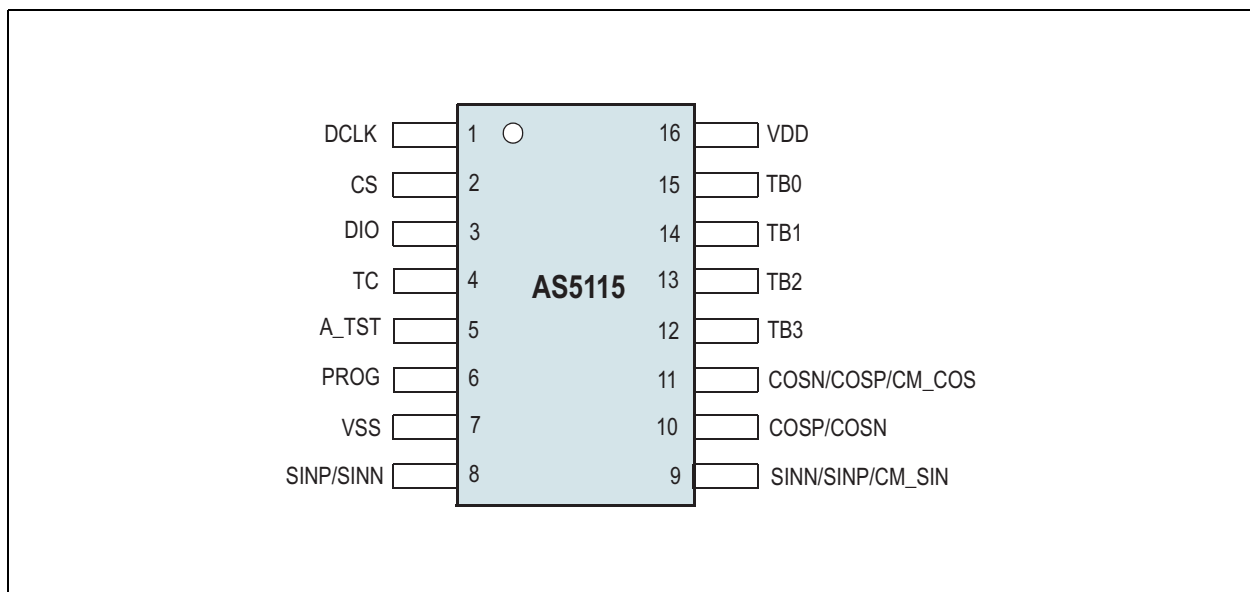 DCLK 1 16 VDD
CS 2 15 TB0
DIO 3 14 TB1
TC 4 AS5115 13 TB2
A_TST 5 12 TB3
PROG 6 11 COSN/COSP/CM_COS
VSS 7 10 COSP/COSN
SINP/SINN 8 9 SINN/SINP/CM_SIN